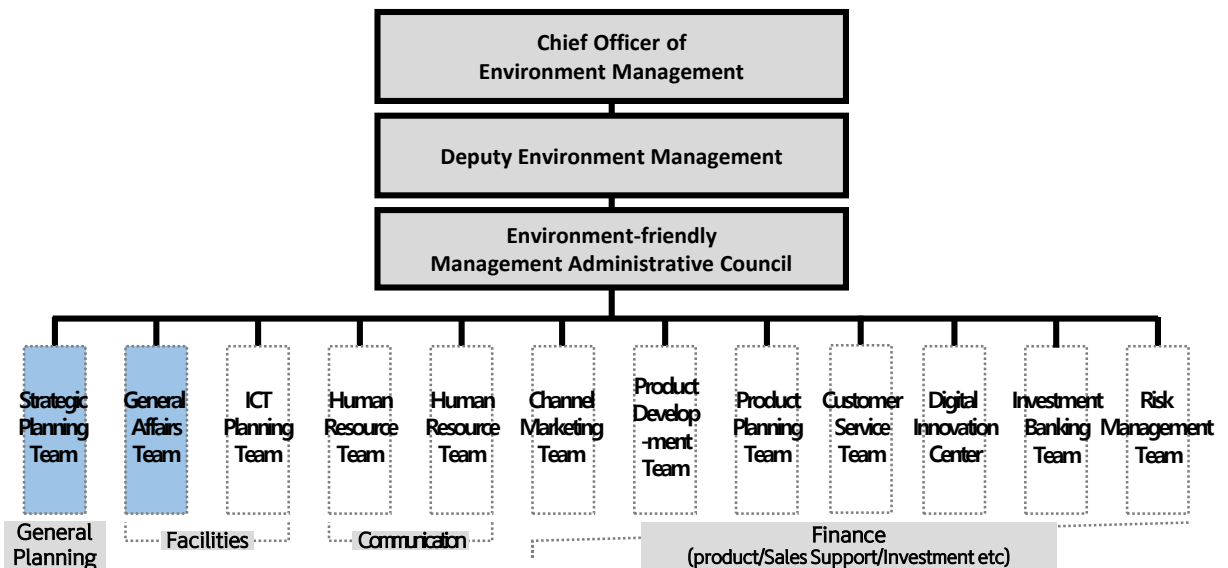 Chief Officer of
Environment Management
Deputy Environment Management
Environment-friendly
Management Administrative Council
Strategic
Planning
Team
General
Affairs
Team
ICT
Planning
Team
Human
Resource
Team
Human
Resource
Team
Channel
Marketing
Team
Product
Develop
-ment
Team
Product
Planning
Team
Customer
Service
Team
Digital
Innovation
Center
Investment
Banking
Team
Risk
Management
Team
General
Planning
Facilities
Communication
Finance
(product/Sales Support/Investment etc)